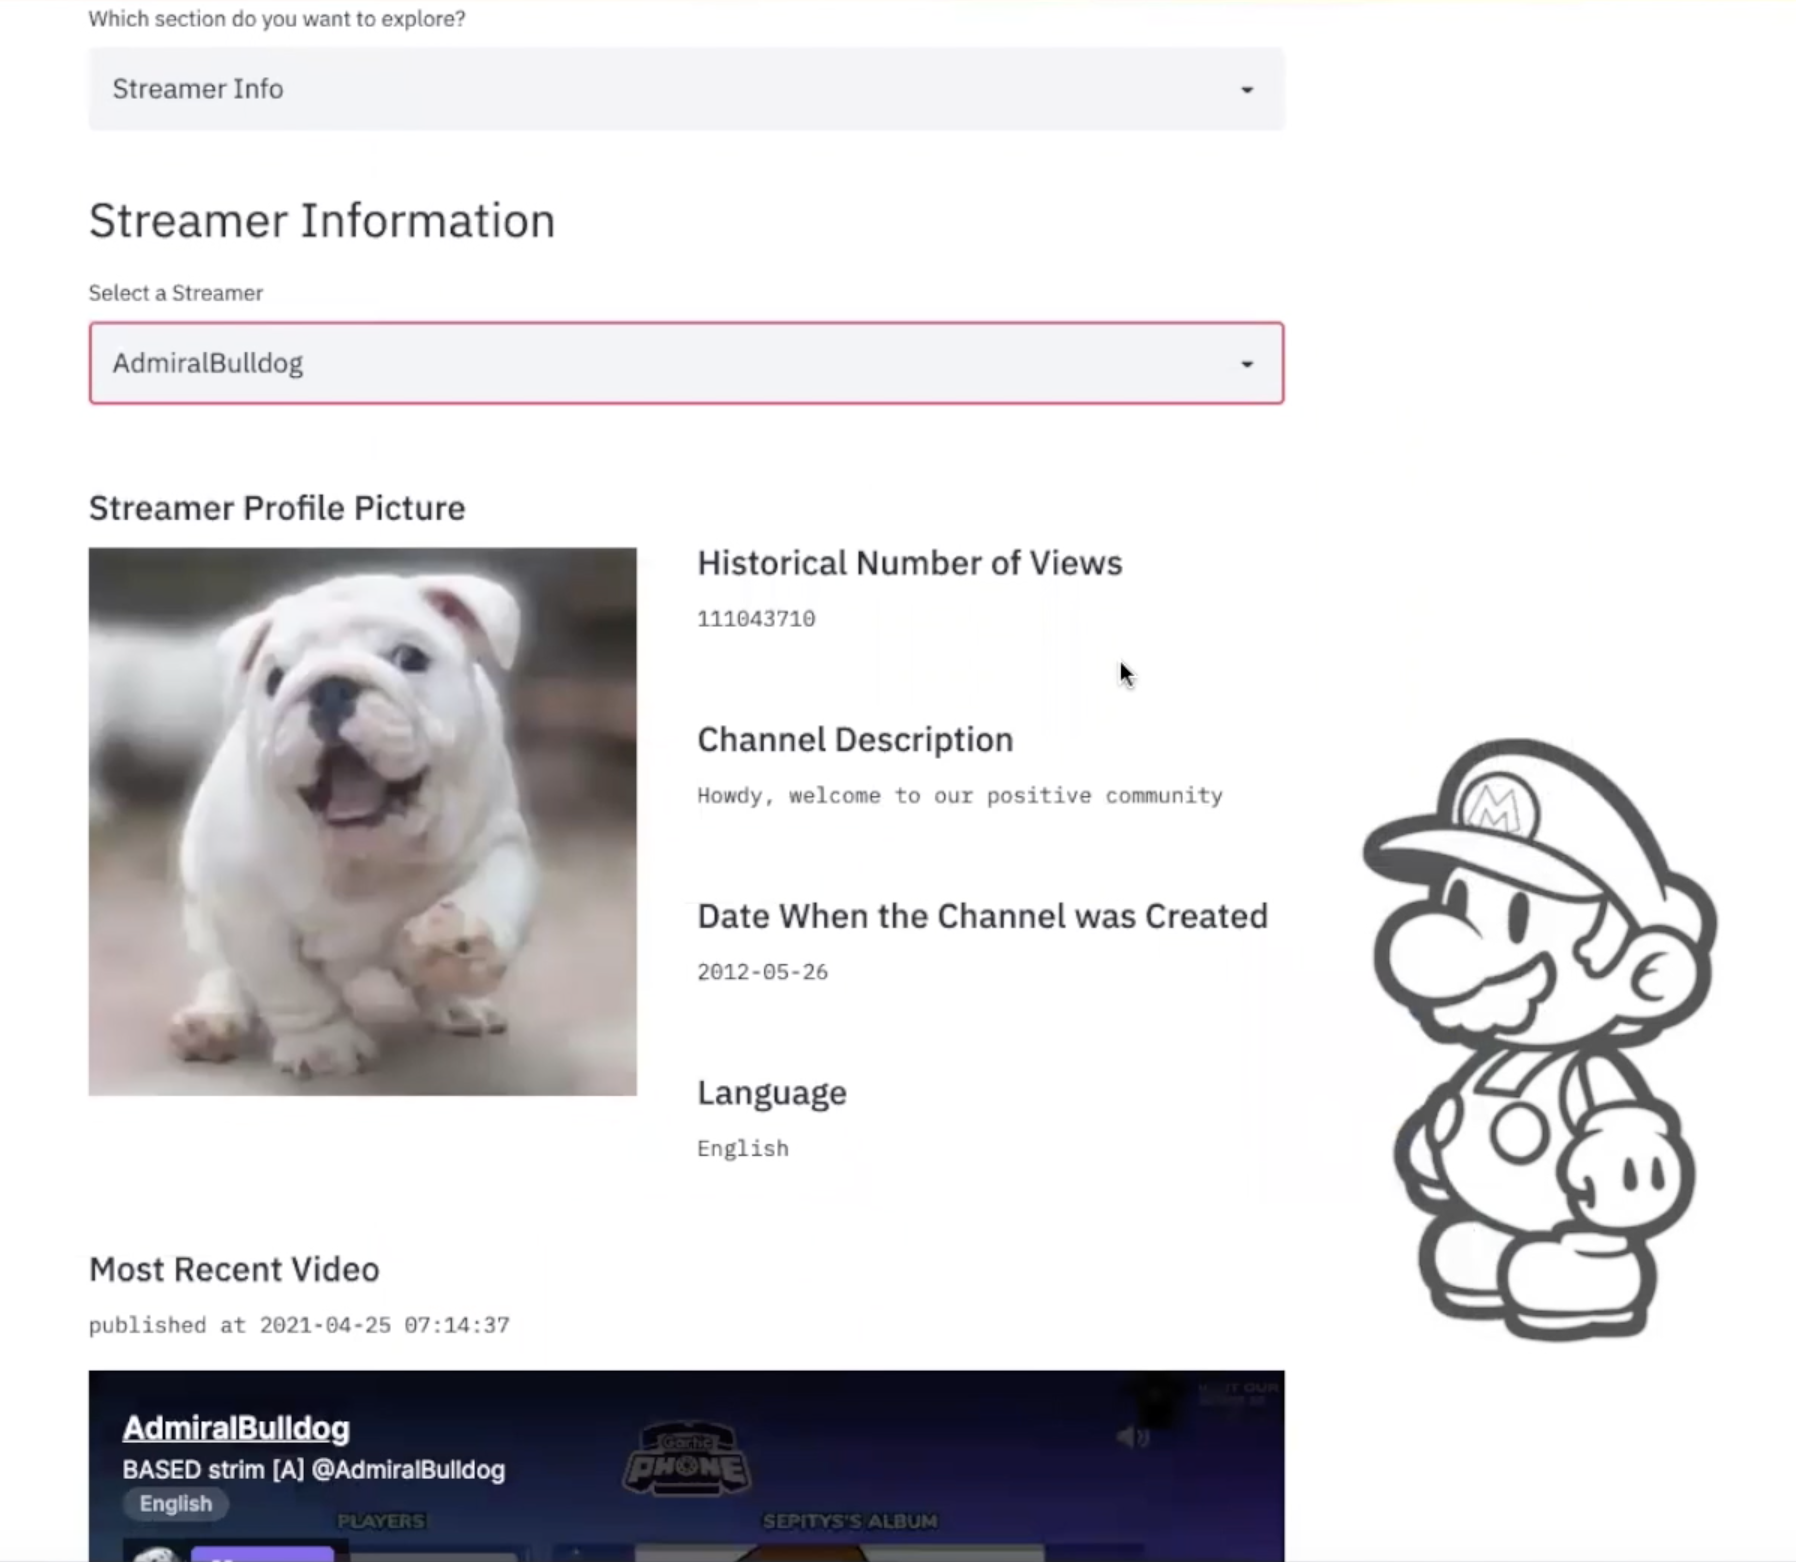 Which section do you want to explore?
Streamer Info
Streamer Information
Select a Streamer
AdmiralBulldog
Streamer Profile Picture
Historical Number of Views
111043710
Channel Description
Howdy, welcome to our positive community
Date When the Channel was Created
2012-05-26
Language
English
M
Most Recent Video
published at 2021-04-25 07:14:37
AdmiralBulldog
BASED strim [A] @AdmiralBulldog
English
Gartic
PHONE
PLAYERS
SEPITYS'S ALBUM